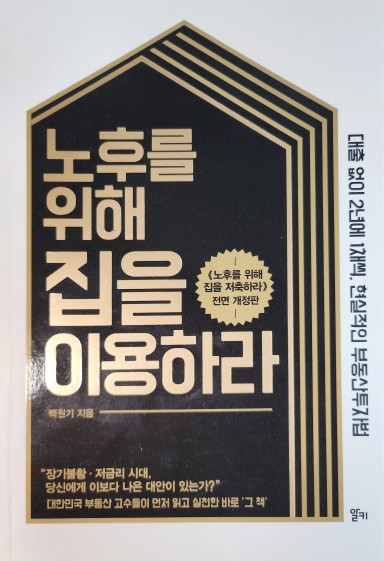 노후를
위해
집을
이용하라
《노후를 위해
집을 저축하라》
전면 개정판
백원기 지음
대출 없이 2년에 1채씩, 현실적인 부동산투자법
“장기불황 · 저금리 시대,
당신에게 이보다 나은 대안이 있는가?”
대한민국 부동산 고수들이 먼저 읽고 실천한 바로 ‘그 책’
알키